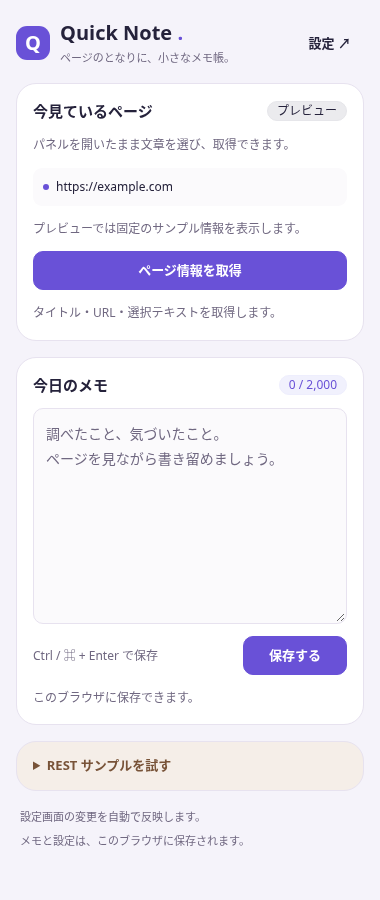 Q
Quick Note .
ページのとなりに、小さなメモ帳。
設定 ↗
今見ているページ
プレビュー
パネルを開いたまま文章を選び、取得できます。
https://example.com
プレビューでは固定のサンプル情報を表示します。
ページ情報を取得
タイトル・URL・選択テキストを取得します。
今日のメモ
0 / 2,000
調べたこと、気づいたこと。
ページを見ながら書き留めましょう。
Ctrl / ⌘ + Enter で保存
保存する
このブラウザに保存できます。
▶ REST サンプルを試す
設定画面の変更を自動で反映します。
メモと設定は、このブラウザに保存されます。